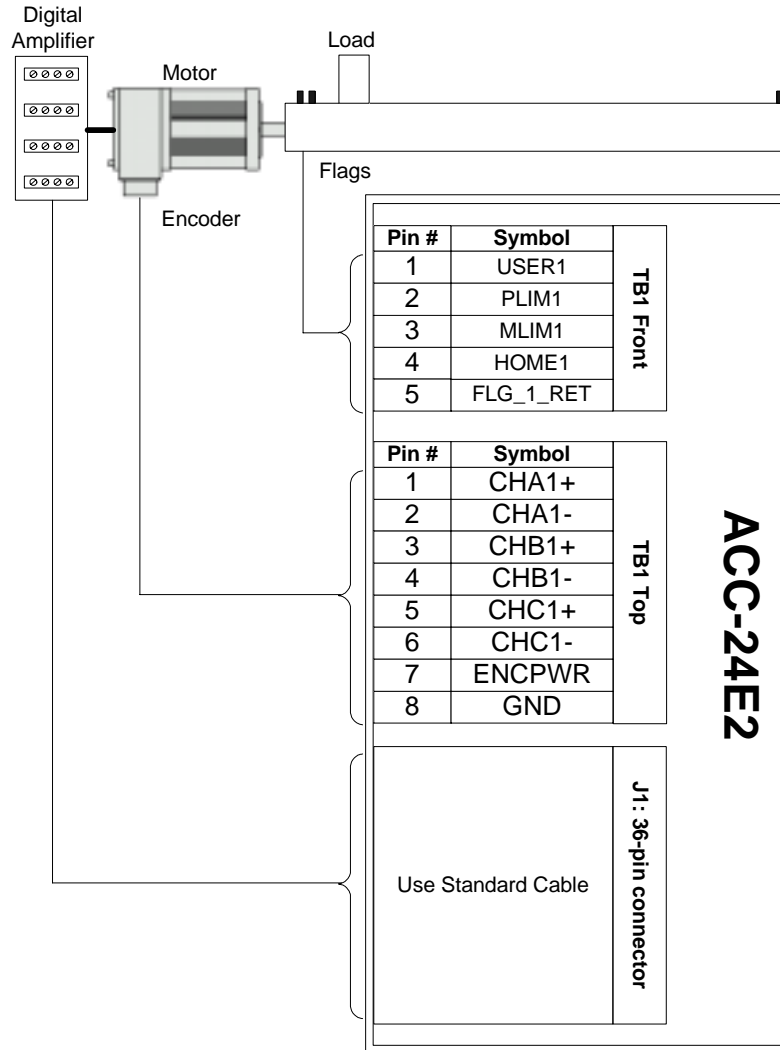 Digital
Amplifier
Motor
Load
Encoder
Flags
Pin # Symbol
1 USER1
2 PLIM1
3 MLIM1
4 HOME1
5 FLG_1_RET
TB1 Front
Pin # Symbol
1 CHA1+
2 CHA1-
3 CHB1+
4 CHB1-
5 CHC1+
6 CHC1-
7 ENCPWR
8 GND
TB1 Top
Use Standard Cable
J1: 36-pin connector
ACC-24E2